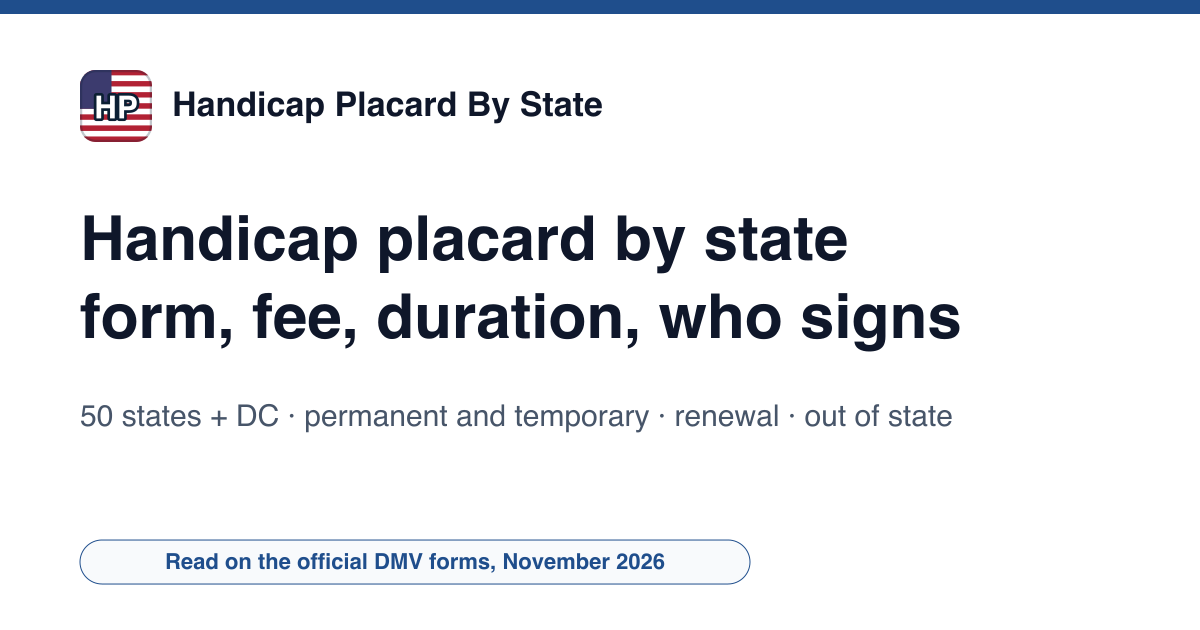 HP
Handicap Placard By State
Handicap placard by state
form, fee, duration, who signs
50 states + DC · permanent and temporary · renewal · out of state
Read on the official DMV forms, November 2026